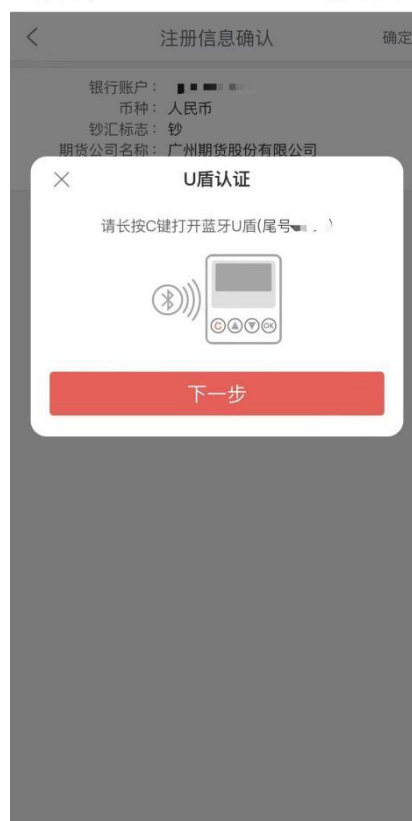 注册信息确认 确定
银行账户：
币种：人民币
钞汇标志：钞
期货公司名称：广州期货股份有限公司
U盾认证
请长按C键打开蓝牙U盾(尾号
C OK
下一步